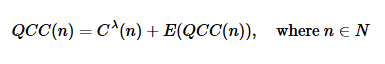 QCC(n) = C^λ(n) + E(QCC(n)), where n ∈ N